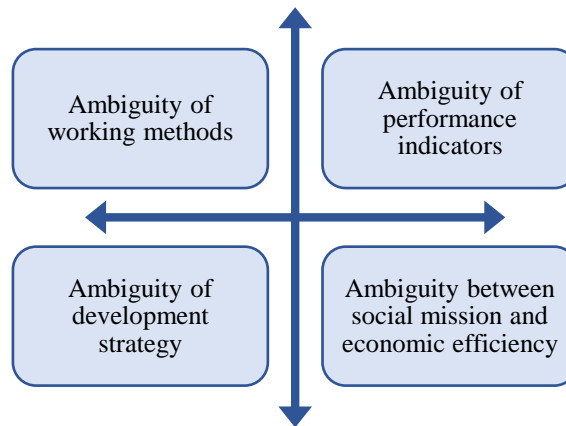 Ambiguity of
working methods
Ambiguity of
performance
indicators
Ambiguity of
development
strategy
Ambiguity between
social mission and
economic efficiency